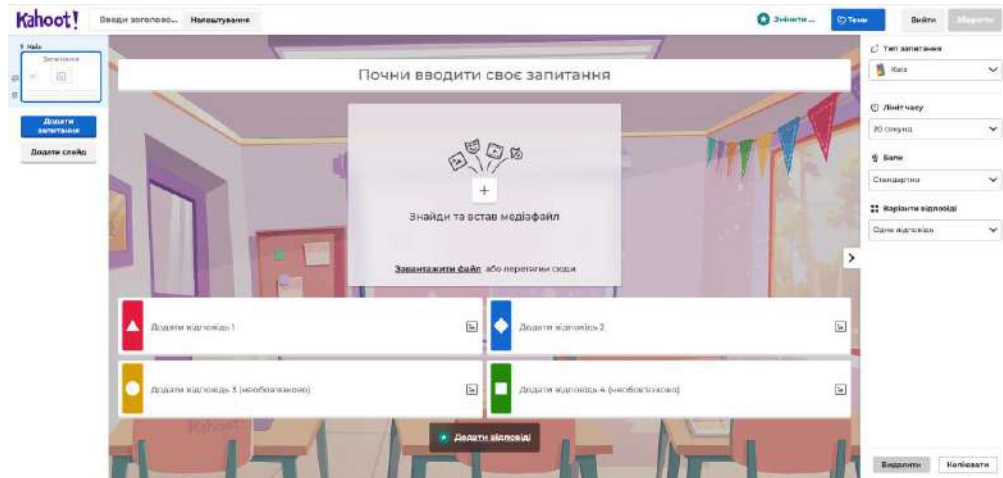 Kahoot!
Введи заголово...
Налаштування
Змінити ...
Теми
Вийти
Зберегти
1 Квіз
Запитання
Додати
запитання
Додати слайд
Почни вводити своє запитання
Знайди та встав медіафайл
Завантажити файл або перетягни сюди
Додати відповідь 1
Додати відповідь 2
Додати відповідь 3 (необов'язково)
Додати відповідь 4 (необов'язково)
Додати відповіді
Kahoot!
Тип запитання
Квіз
Ліміт часу
20 секунд
Бали
Стандартно
Варіанти відповіді
Одна відповідь
Видалити
Копіювати